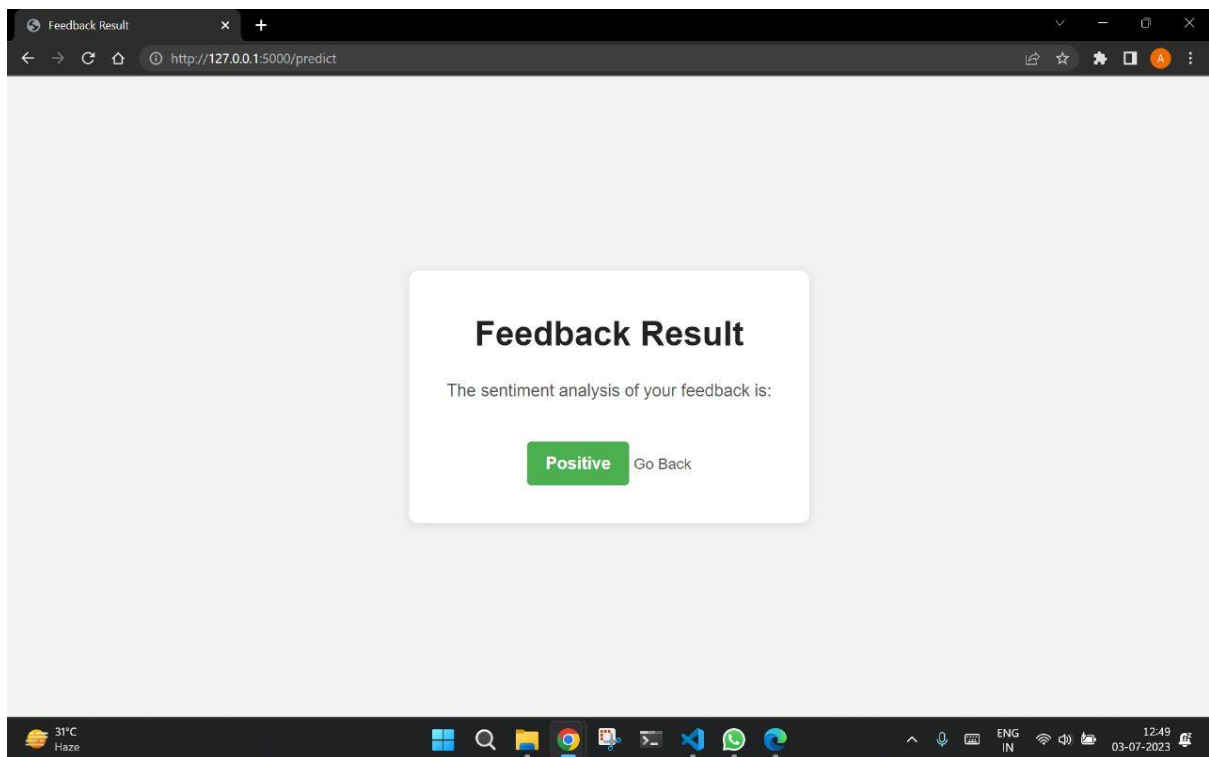 Feedback Result
http://127.0.0.1:5000/predict
A
Feedback Result
The sentiment analysis of your feedback is:
Positive Go Back
31°C
Haze
ENG
IN
12:49
03-07-2023